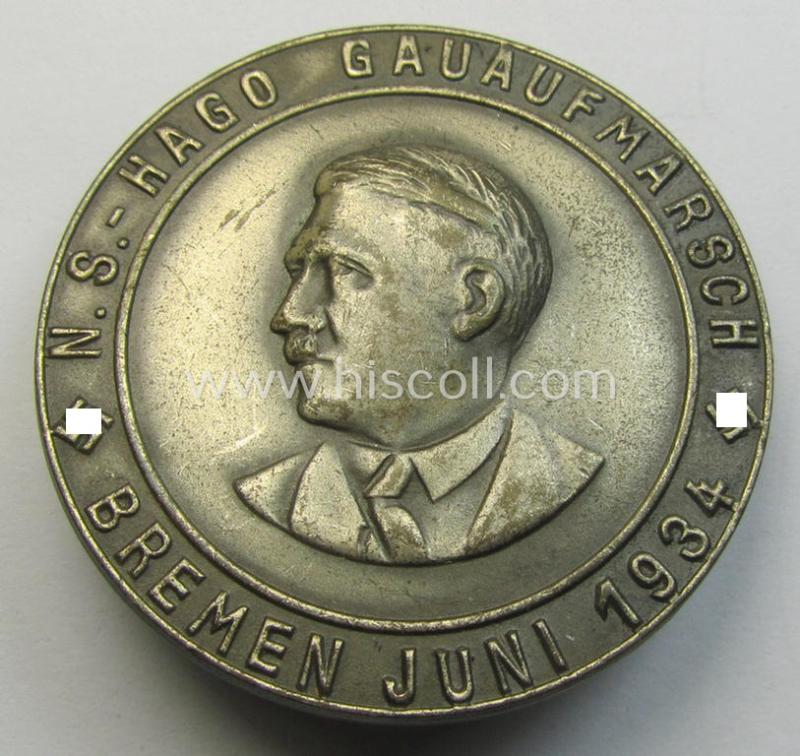 N.S.-HAGO GAUAUFMARSCH
BREMEN JUNI 1934
www.hiscoll.com